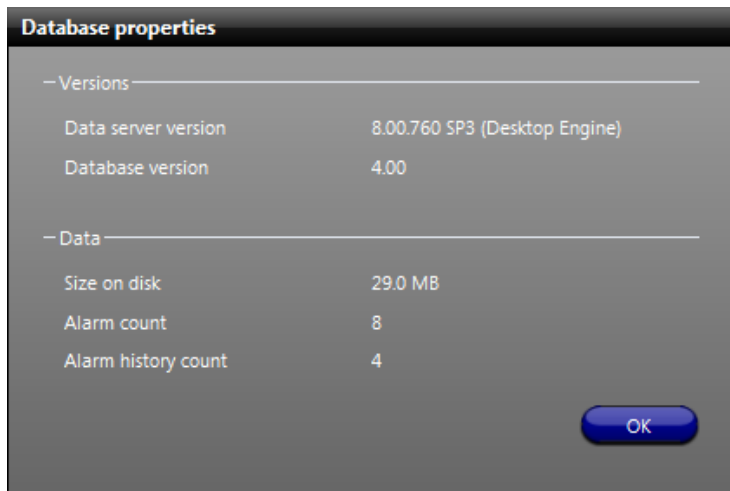 Database properties
Versions
Data server version 8.00.760 SP3 (Desktop Engine)
Database version 4.00
Data
Size on disk 29.0 MB
Alarm count 8
Alarm history count 4
OK